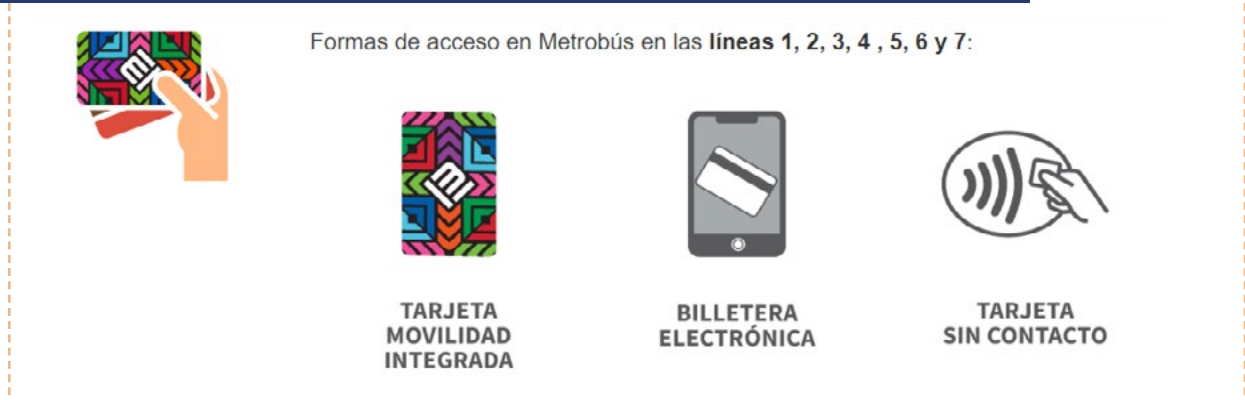 Formas de acceso en Metrobús en las líneas 1, 2, 3, 4 , 5, 6 y 7:
TARJETA
MOVILIDAD
INTEGRADA
BILLETERA
ELECTRÓNICA
TARJETA
SIN CONTACTO